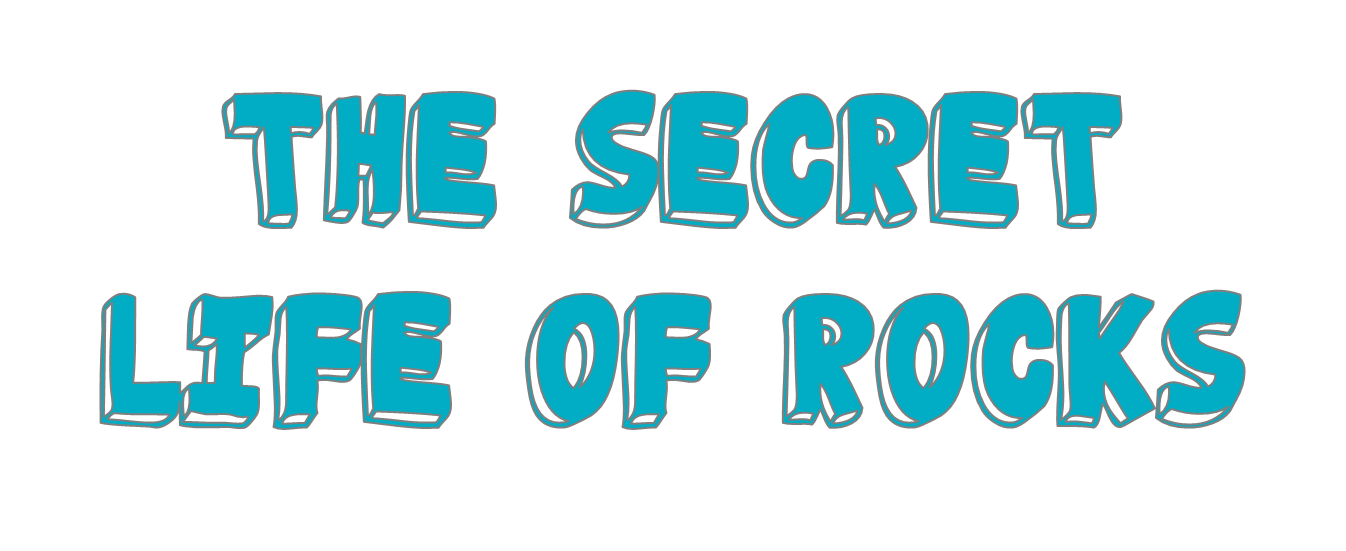 THE SECRET
LIFE OF ROCKS